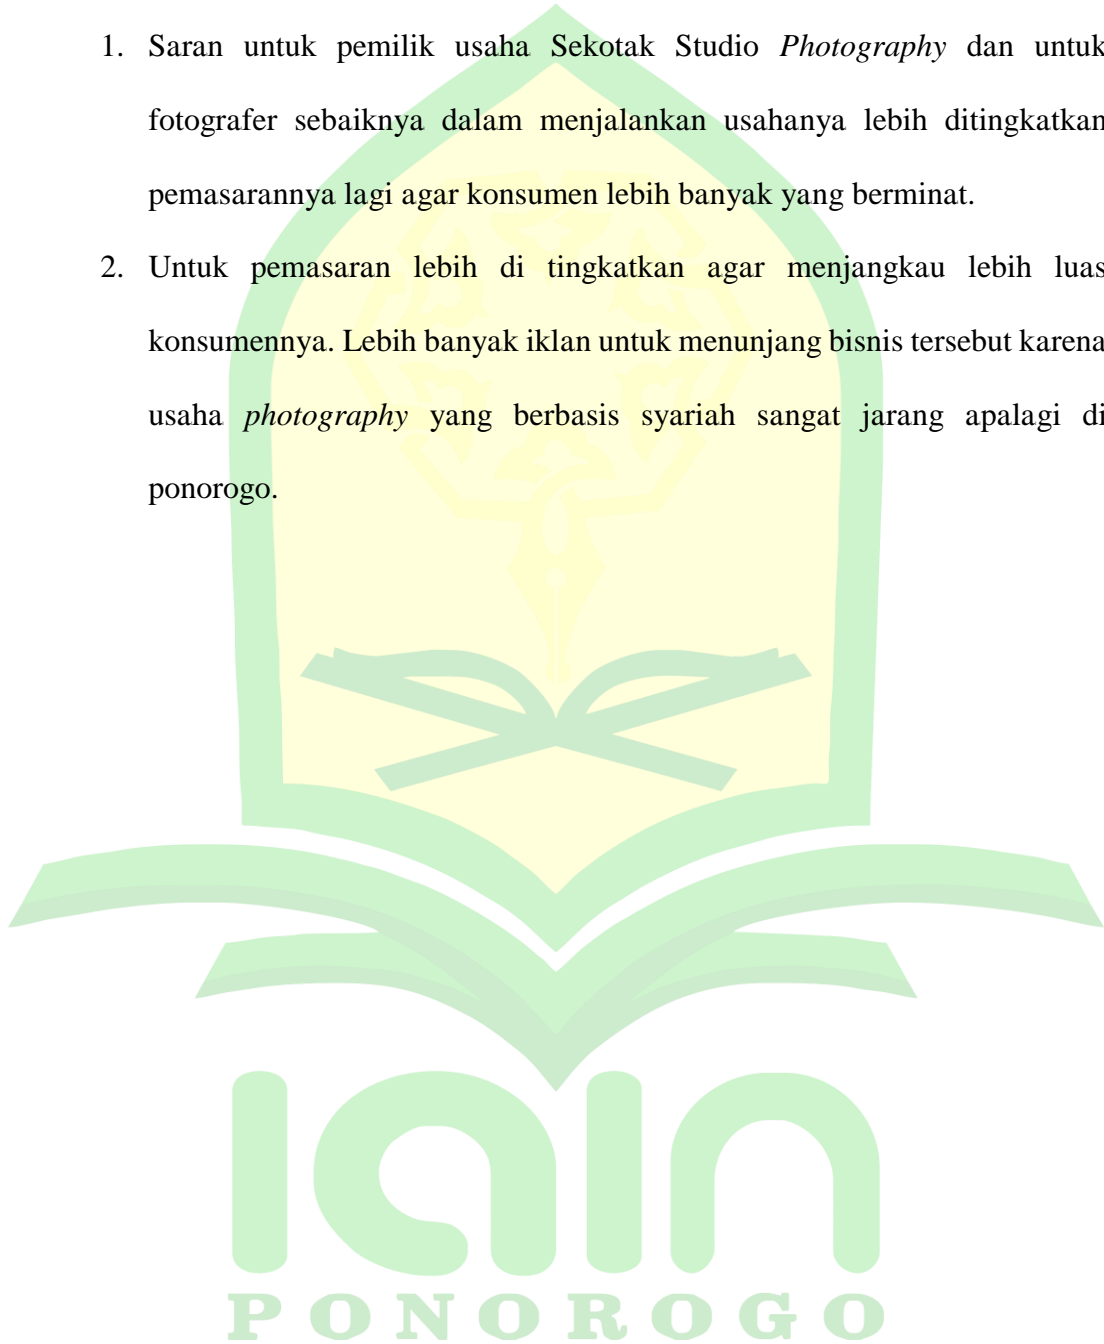 1. Saran untuk pemilik usaha Sekotak Studio Photography dan untuk
fotografer sebaiknya dalam menjalankan usahanya lebih ditingkatkan
pemasarannya lagi agar konsumen lebih banyak yang berminat.
2. Untuk pemasaran lebih di tingkatkan agar menjangkau lebih luas
konsumennya. Lebih banyak iklan untuk menunjang bisnis tersebut karena
usaha photography yang berbasis syariah sangat jarang apalagi di
ponorogo.
iain
PONOROGO